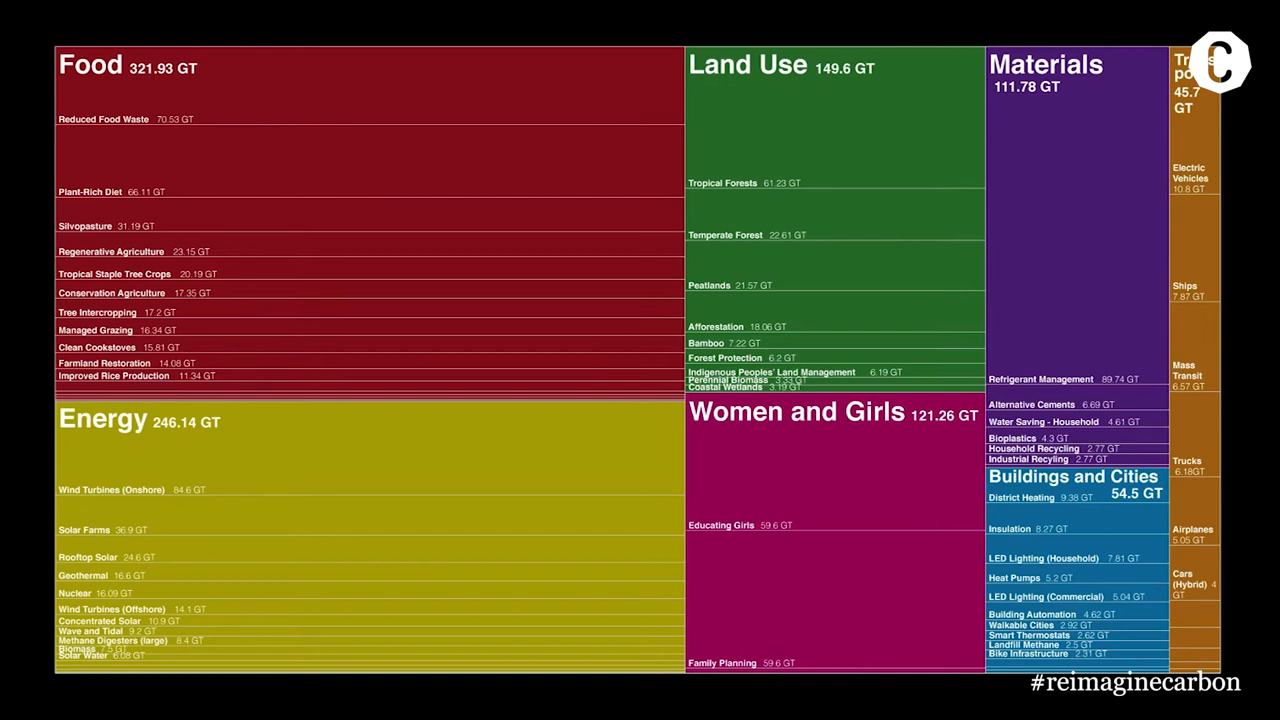 Food 321.93 GT
Reduced Food Waste 70.53 GT
Plant-Rich Diet 66.11 GT
Silvopasture 31.19 GT
Regenerative Agriculture 23.15 GT
Tropical Staple Tree Crops 20.19 GT
Conservation Agriculture 17.35 GT
Tree Intercropping 17.2 GT
Managed Grazing 16.34 GT
Clean Cookstoves 15.81 GT
Farmland Restoration 14.08 GT
Improved Rice Production 11.34 GT
Energy 246.14 GT
Wind Turbines (Onshore) 84.6 GT
Solar Farms 36.9 GT
Rooftop Solar 24.6 GT
Geothermal 16.6 GT
Nuclear 16.09 GT
Wind Turbines (Offshore) 14.1 GT
Concentrated Solar 10.9 GT
Wave and Tidal 9.2 GT
Methane Digesters (large) 8.4 GT
Biomass 7.5 GT
Solar Water 6.08 GT
Land Use 149.6 GT
Tropical Forests 61.23 GT
Temperate Forest 22.61 GT
Peatlands 21.57 GT
Afforestation 18.06 GT
Bamboo 7.22 GT
Forest Protection 6.2 GT
Indigenous Peoples' Land Management 6.19 GT
Perennial Biomass 3.33 GT
Coastal Wetlands 3.19 GT
Women and Girls 121.26 GT
Educating Girls 59.6 GT
Family Planning 59.6 GT
Materials
111.78 GT
Refrigerant Management 89.74 GT
Alternative Cements 6.69 GT
Water Saving - Household 4.61 GT
Bioplastics 4.3 GT
Household Recycling 2.77 GT
Industrial Recyling 2.77 GT
Buildings and Cities
54.5 GT
District Heating 9.38 GT
Insulation 8.27 GT
LED Lighting (Household) 7.81 GT
Heat Pumps 5.2 GT
LED Lighting (Commercial) 5.04 GT
Building Automation 4.62 GT
Walkable Cities 2.92 GT
Smart Thermostats 2.62 GT
Landfill Methane 2.5 GT
Bike Infrastructure 2.31 GT
C
45.7
GT
Electric
Vehicles
10.8 GT
Ships
7.87 GT
Mass
Transit
6.57 GT
Trucks
6.18GT
Airplanes
5.05 GT
Cars
(Hybrid) 4
GT
#reimaginecarbon